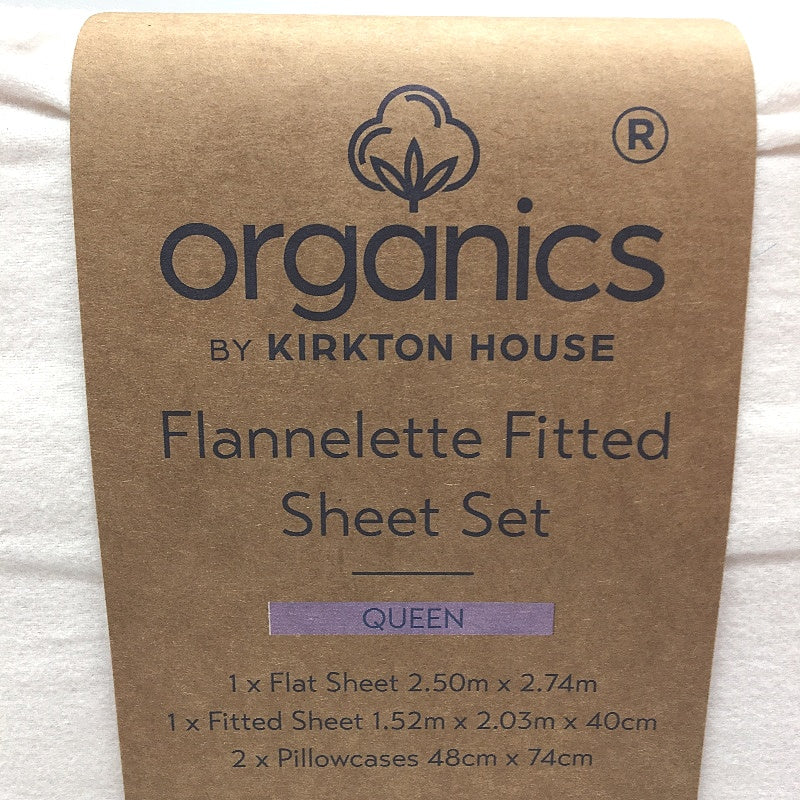 ®
organics
BY KIRKTON HOUSE
Flannelette Fitted
Sheet Set
QUEEN
1 x Flat Sheet 2.50m x 2.74m
1 x Fitted Sheet 1.52m x 2.03m x 40cm
2 x Pillowcases 48cm x 74cm